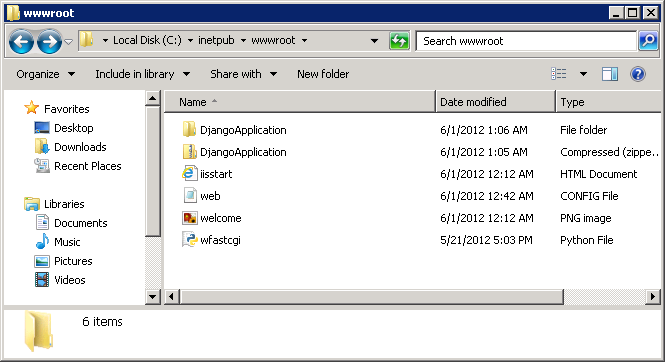 wwwroot
Local Disk (C:) inetpub wwwroot Search wwwroot
Organize Include in library Share with New folder
Favorites
Desktop
Downloads
Recent Places
Libraries
Documents
Music
Pictures
Videos
Name Date modified Type
DjangoApplication 6/1/2012 1:06 AM File folder
DjangoApplication 6/1/2012 1:05 AM Compressed (zippe...
iisstart 6/1/2012 12:12 AM HTML Document
web 6/1/2012 12:42 AM CONFIG File
welcome 6/1/2012 12:12 AM PNG image
wfastcgi 5/21/2012 5:03 PM Python File
6 items